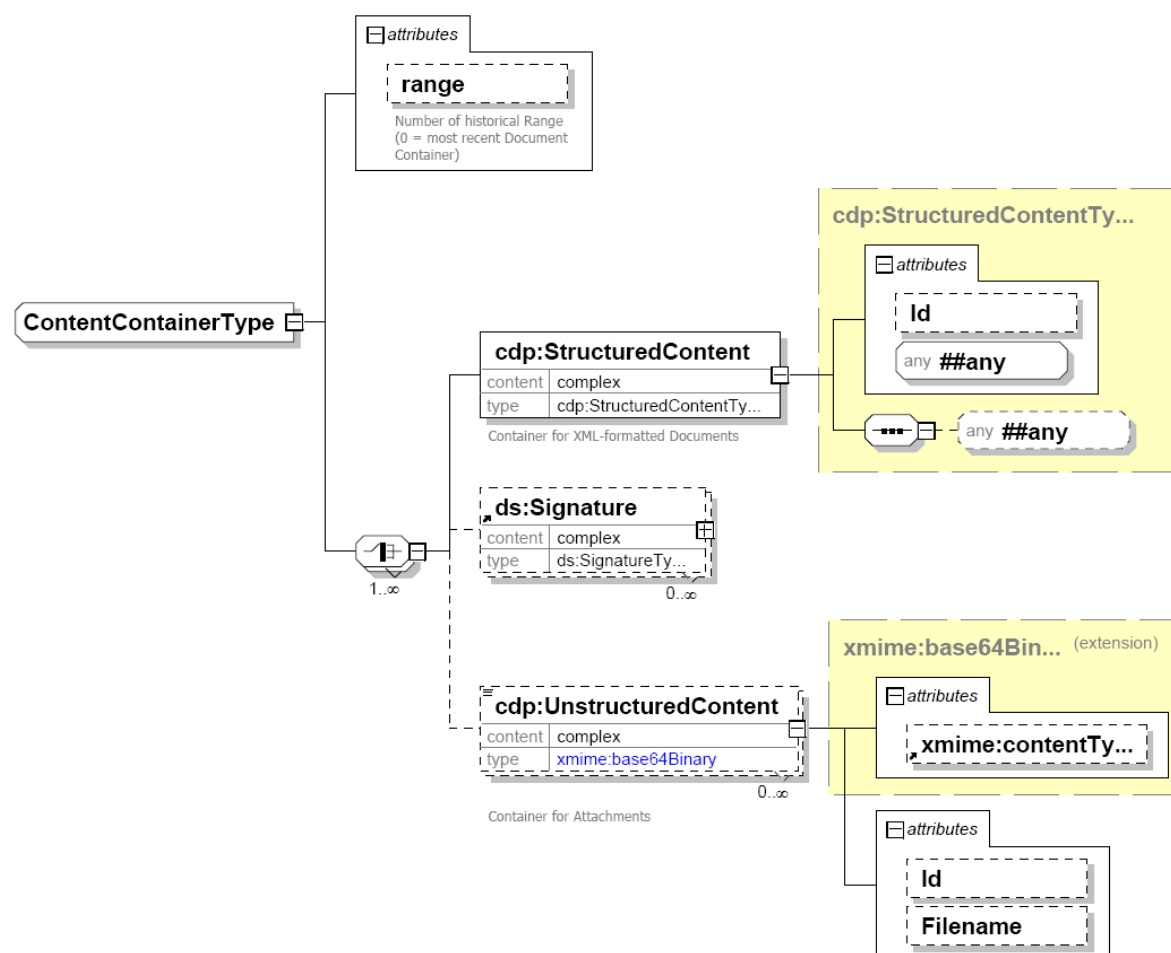 attributes
range
Number of historical Range
(0 = most recent Document
Container)
ContentContainerType
1..∞
cdp:StructuredContent
content complex
type cdp:StructuredContentTy...
Container for XML-formatted Documents
cdp:StructuredContentTy...
attributes
Id
any ##any
any ##any
ds:Signature
content complex
type ds:SignatureTy...
0..∞
cdp:UnstructuredContent
content complex
type xmime:base64Binary
0..∞
Container for Attachments
xmime:base64Bin... (extension)
attributes
xmime:contentTy...
attributes
Id
Filename